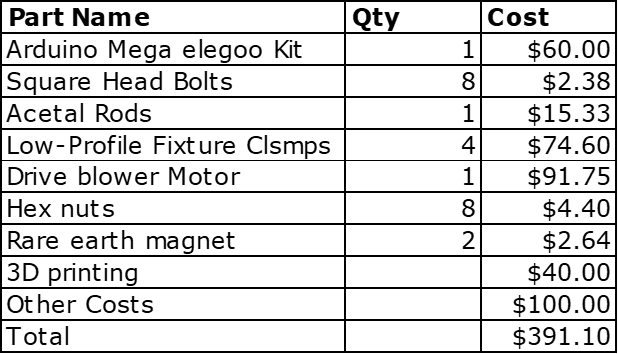 Part Name Qty Cost
Arduino Mega elegoo Kit 1 $60.00
Square Head Bolts 8 $2.38
Acetal Rods 1 $15.33
Low-Profile Fixture Clsmps 4 $74.60
Drive blower Motor 1 $91.75
Hex nuts 8 $4.40
Rare earth magnet 2 $2.64
3D printing $40.00
Other Costs $100.00
Total $391.10